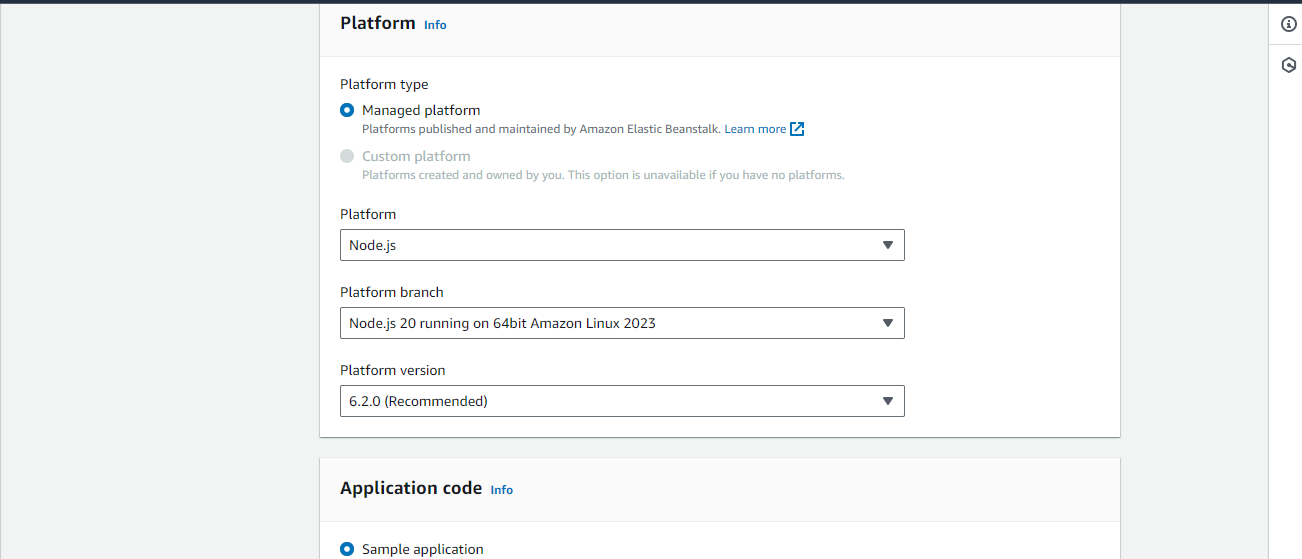 Platform Info
Platform type
Managed platform
Platforms published and maintained by Amazon Elastic Beanstalk. Learn more
Custom platform
Platforms created and owned by you. This option is unavailable if you have no platforms.
Platform
Node.js
Platform branch
Node.js 20 running on 64bit Amazon Linux 2023
Platform version
6.2.0 (Recommended)
Application code Info
Sample application